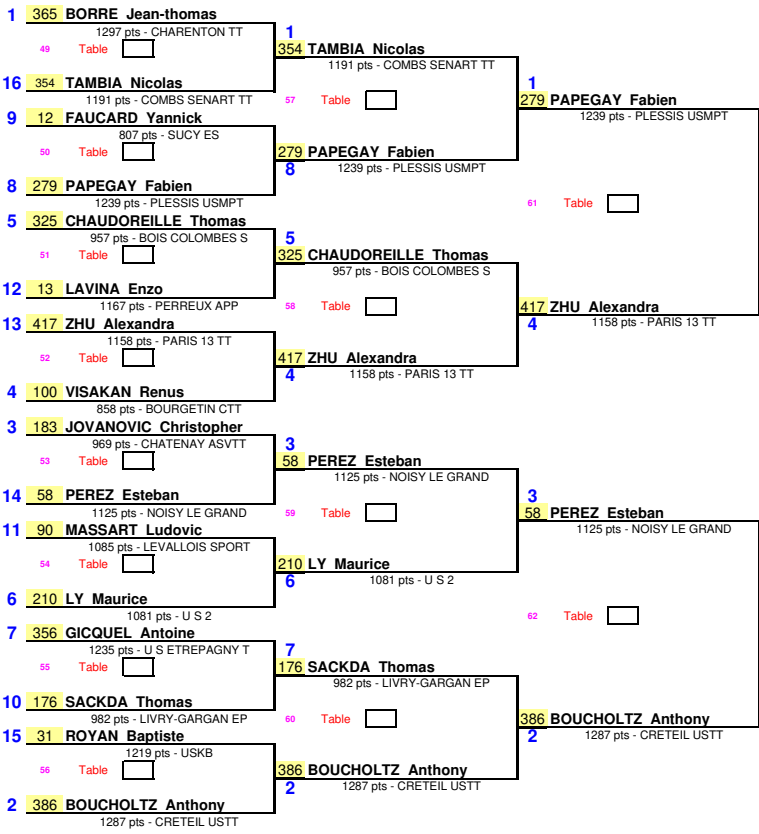 1 365 BORRE Jean-thomas
1297 pts - CHARENTON TT
49 Table
16 354 TAMBIA Nicolas
1191 pts - COMBS SENART TT
9 12 FAUCARD Yannick
807 pts - SUCY ES
50 Table
8 279 PAPEGAY Fabien
1239 pts - PLESSIS USMPT
5 325 CHAUDOREILLE Thomas
957 pts - BOIS COLOMBES S
51 Table
12 13 LAVINA Enzo
1167 pts - PERREUX APP
13 417 ZHU Alexandra
1158 pts - PARIS 13 TT
52 Table
4 100 VISAKAN Renus
858 pts - BOURGETIN CTT
3 183 JOVANOVIC Christopher
969 pts - CHATENAY ASVTT
53 Table
14 58 PEREZ Esteban
1125 pts - NOISY LE GRAND
11 90 MASSART Ludovic
1085 pts - LEVALLOIS SPORT
54 Table
6 210 LY Maurice
1081 pts - U S 2
7 356 GICQUEL Antoine
1235 pts - U S ETREPAGNY T
55 Table
10 176 SACKDA Thomas
982 pts - LIVRY-GARGAN EP
15 31 ROYAN Baptiste
1219 pts - USKB
56 Table
2 386 BOUCHOLTZ Anthony
1287 pts - CRETEIL USTT
1
354 TAMBIA Nicolas
1191 pts - COMBS SENART TT
57 Table
279 PAPEGAY Fabien
8
1239 pts - PLESSIS USMPT
5
325 CHAUDOREILLE Thomas
957 pts - BOIS COLOMBES S
58 Table
417 ZHU Alexandra
4
1158 pts - PARIS 13 TT
3
58 PEREZ Esteban
1125 pts - NOISY LE GRAND
59 Table
210 LY Maurice
6
1081 pts - U S 2
7
176 SACKDA Thomas
982 pts - LIVRY-GARGAN EP
60 Table
386 BOUCHOLTZ Anthony
2
1287 pts - CRETEIL USTT
1
279 PAPEGAY Fabien
1239 pts - PLESSIS USMPT
61 Table
417 ZHU Alexandra
4
1158 pts - PARIS 13 TT
3
58 PEREZ Esteban
1125 pts - NOISY LE GRAND
62 Table
386 BOUCHOLTZ Anthony
2
1287 pts - CRETEIL USTT